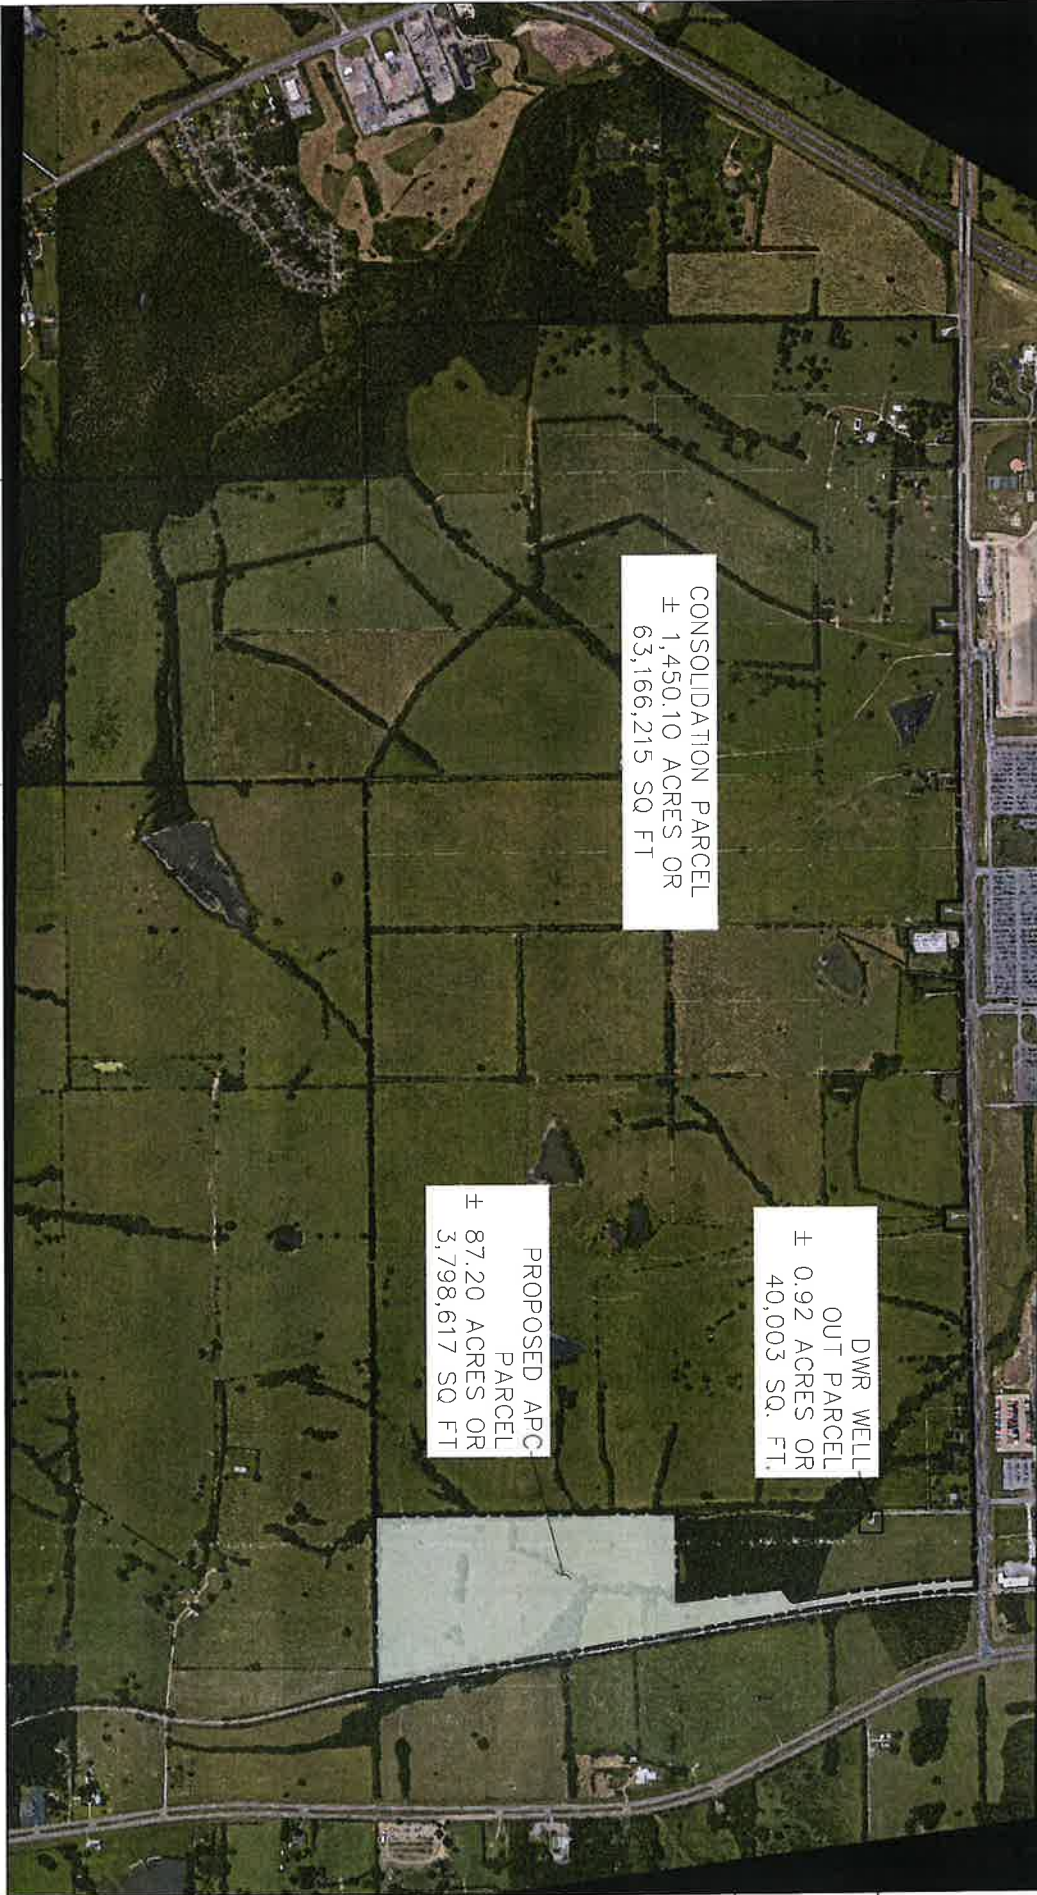 CONSOLIDATION PARCEL
± 1,450.10 ACRES OR
63,166,215 SQ FT
DWR WELL
OUT PARCEL
± 0.92 ACRES OR
40,003 SQ. FT.
PROPOSED APC
PARCEL
± 87.20 ACRES OR
3,798,617 SQ FT